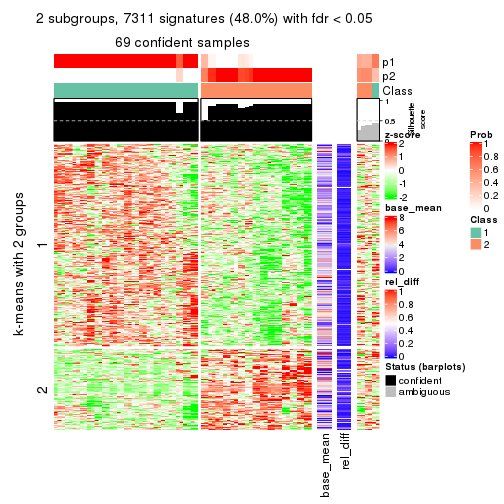 2 subgroups, 7311 signatures (48.0%) with fdr < 0.05
69 confident samples
p1
p2
Class
1
0.5
0
Silhouette
score
k-means with 2 groups
1
2
base_mean
rel_diff
z-score
2
1
0
-1
-2
base_mean
8
6
4
2
0
rel_diff
1
0.8
0.6
0.4
0.2
0
Status (barplots)
confident
ambiguous
Prob
1
0.8
0.6
0.4
0.2
0
Class
1
2